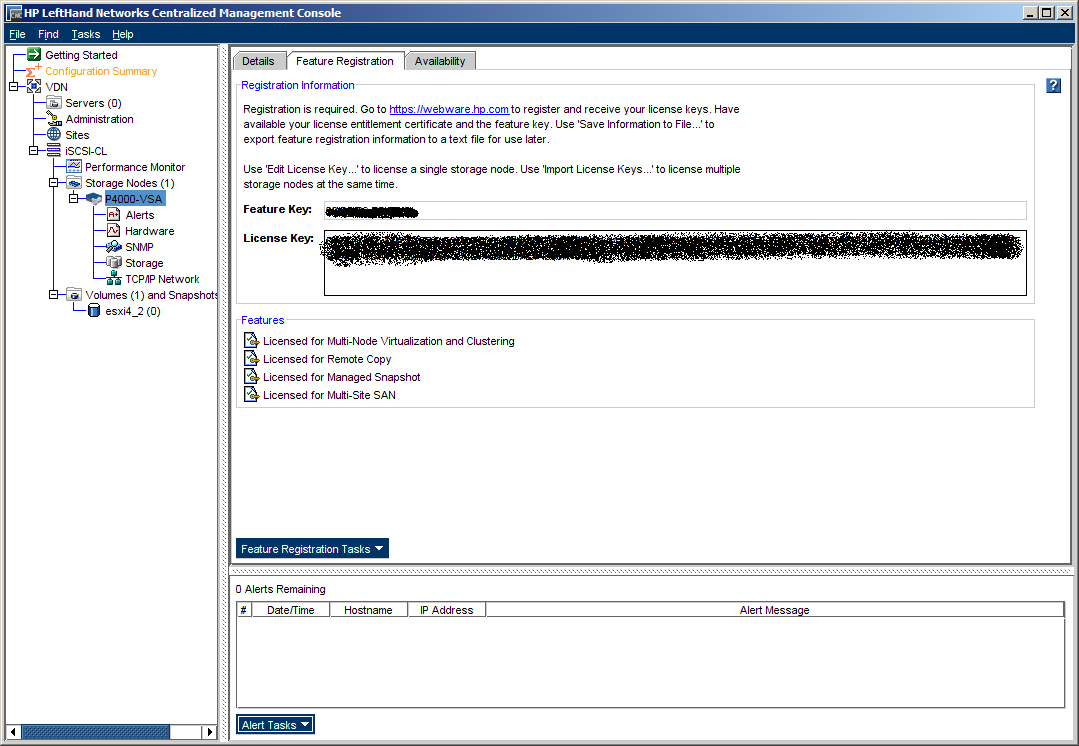 HP LeftHand Networks Centralized Management Console
File Find Tasks Help
Getting Started
Configuration Summary
VDN
Servers (0)
Administration
Sites
iSCSI-CL
Performance Monitor
Storage Nodes (1)
P4000-VSA
Alerts
Hardware
SNMP
Storage
TCP/IP Network
Volumes (1) and Snapshots
esxi4_2 (0)
Details Feature Registration Availability
Registration Information
Registration is required. Go to https://webware.hp.com to register and receive your license keys. Have
available your license entitlement certificate and the feature key. Use 'Save Information to File...' to
export feature registration information to a text file for use later.
Use 'Edit License Key...' to license a single storage node. Use 'Import License Keys...' to license multiple
storage nodes at the same time.
Feature Key:
License Key:
Features
Licensed for Multi-Node Virtualization and Clustering
Licensed for Remote Copy
Licensed for Managed Snapshot
Licensed for Multi-Site SAN
Feature Registration Tasks
0 Alerts Remaining
# Date/Time Hostname IP Address Alert Message
Alert Tasks